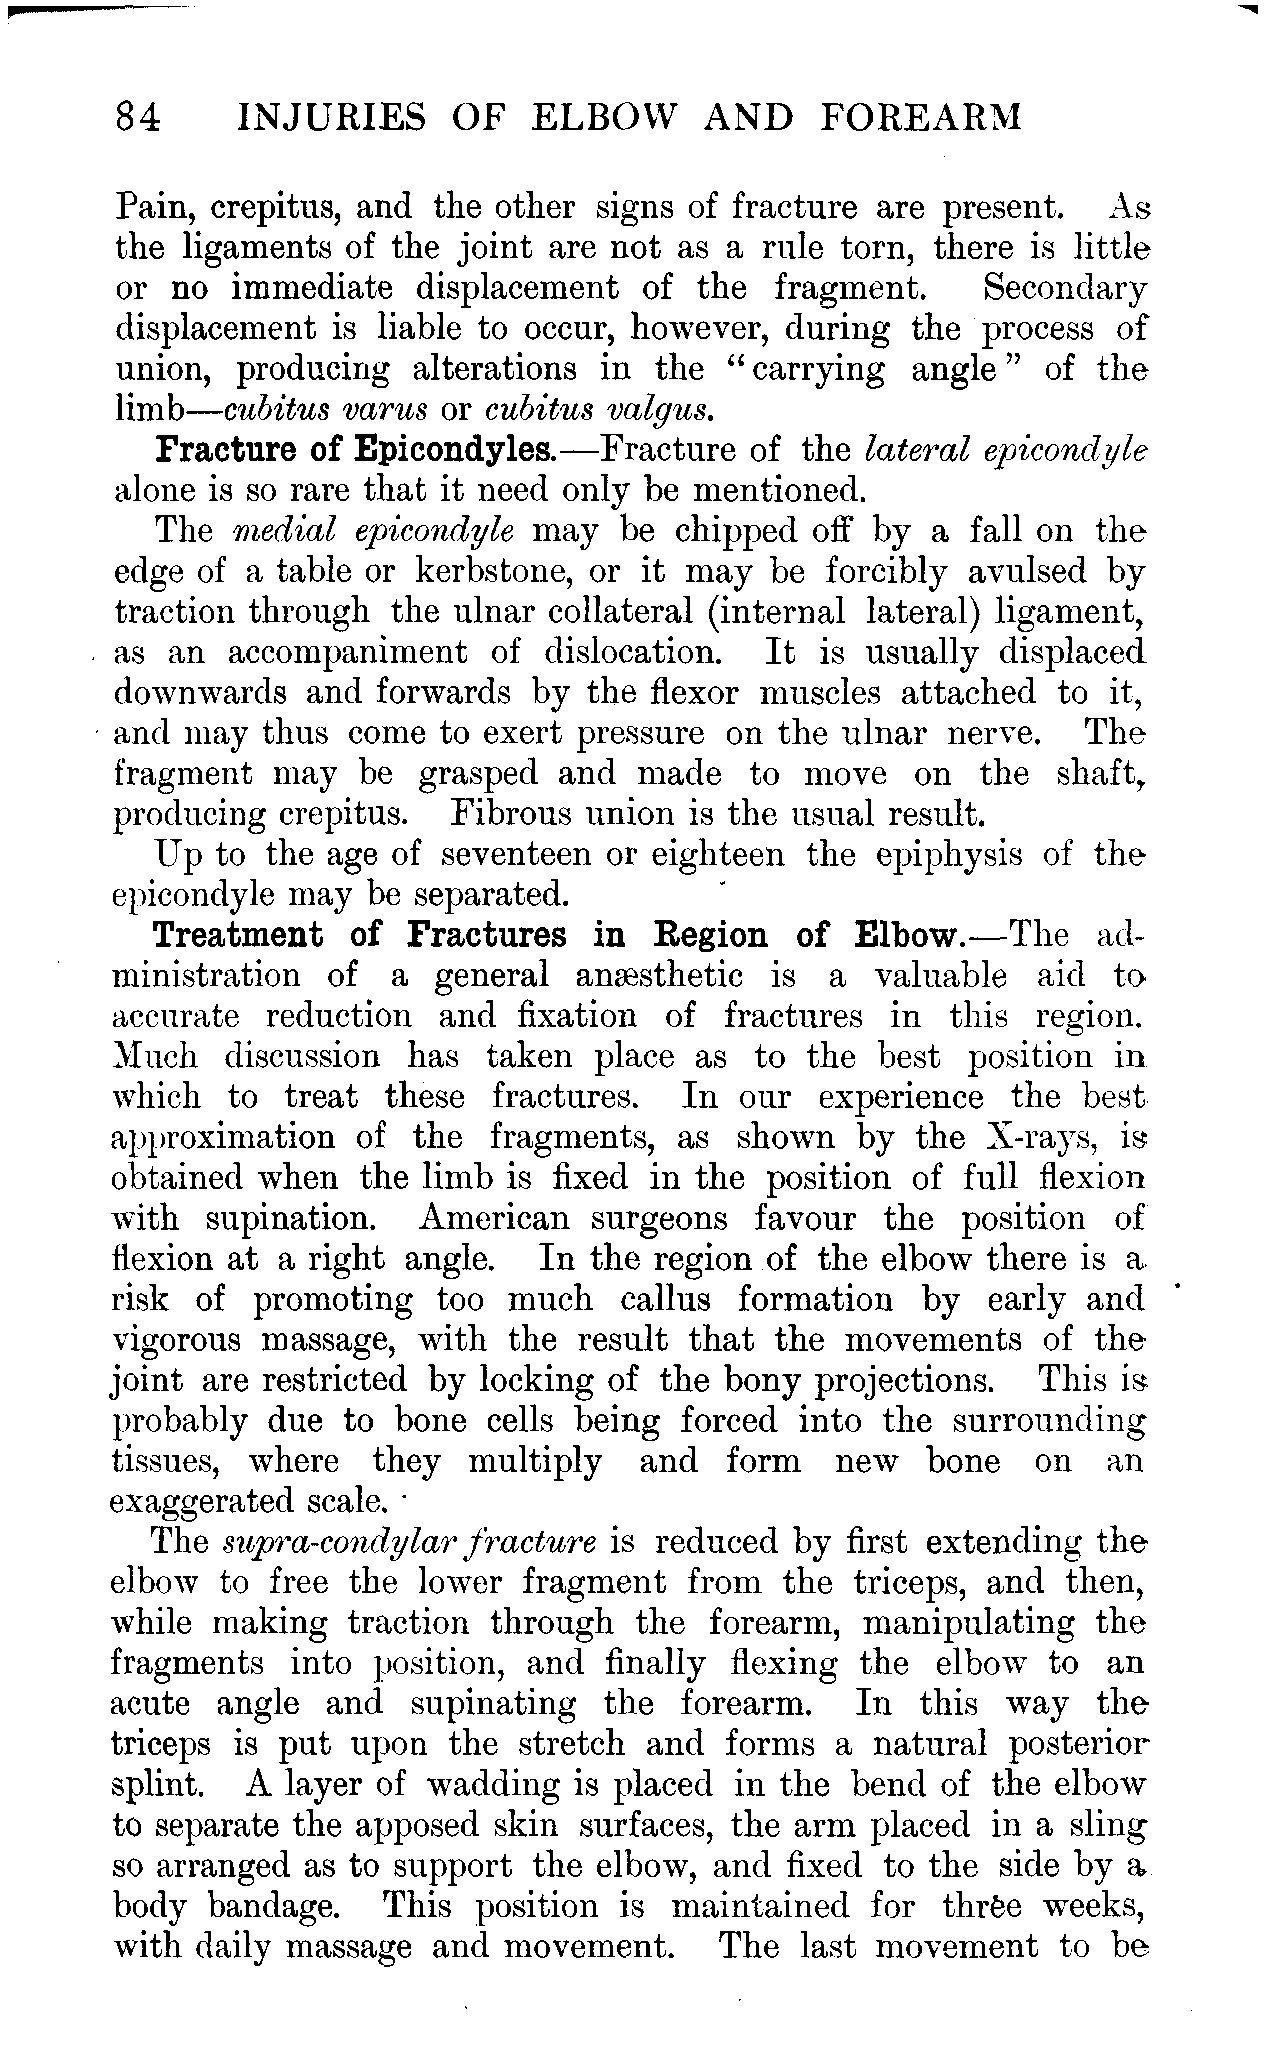 84 INJURIES OF ELBOW AND FOREARM
Pain, crepitus, and the other signs of fracture are present. As
the ligaments of the joint are not as a rule torn, there is little
or no immediate displacement of the fragment. Secondary
displacement is liable to occur, however, during the process of
union, producing alterations in the “carrying angle” of the
limb—cubitus varus or cubitus valgus.
Fracture of Epicondyles.—Fracture of the lateral epicondyle
alone is so rare that it need only be mentioned.
The medial epicondyle may be chipped off by a fall on the
edge of a table or kerbstone, or it may be forcibly avulsed by
traction through the ulnar collateral (internal lateral) ligament,
as an accompaniment of dislocation. It is usually displaced
downwards and forwards by the flexor muscles attached to it,
and may thus come to exert pressure on the ulnar nerve. The
fragment may be grasped and made to move on the shaft,
producing crepitus. Fibrous union is the usual result.
Up to the age of seventeen or eighteen the epiphysis of the
epicondyle may be separated.
Treatment of Fractures in Region of Elbow.—The ad-
ministration of a general anæsthetic is a valuable aid to
accurate reduction and fixation of fractures in this region.
Much discussion has taken place as to the best position in
which to treat these fractures. In our experience the best
approximation of the fragments, as shown by the X-rays, is
obtained when the limb is fixed in the position of full flexion
with supination. American surgeons favour the position of
flexion at a right angle. In the region of the elbow there is a
risk of promoting too much callus formation by early and
vigorous massage, with the result that the movements of the
joint are restricted by locking of the bony projections. This is
probably due to bone cells being forced into the surrounding
tissues, where they multiply and form new bone on an
exaggerated scale.
The supra-condylar fracture is reduced by first extending the
elbow to free the lower fragment from the triceps, and then,
while making traction through the forearm, manipulating the
fragments into position, and finally flexing the elbow to an
acute angle and supinating the forearm. In this way the
triceps is put upon the stretch and forms a natural posterior
splint. A layer of wadding is placed in the bend of the elbow
to separate the apposed skin surfaces, the arm placed in a sling
so arranged as to support the elbow, and fixed to the side by a
body bandage. This position is maintained for three weeks,
with daily massage and movement. The last movement to be